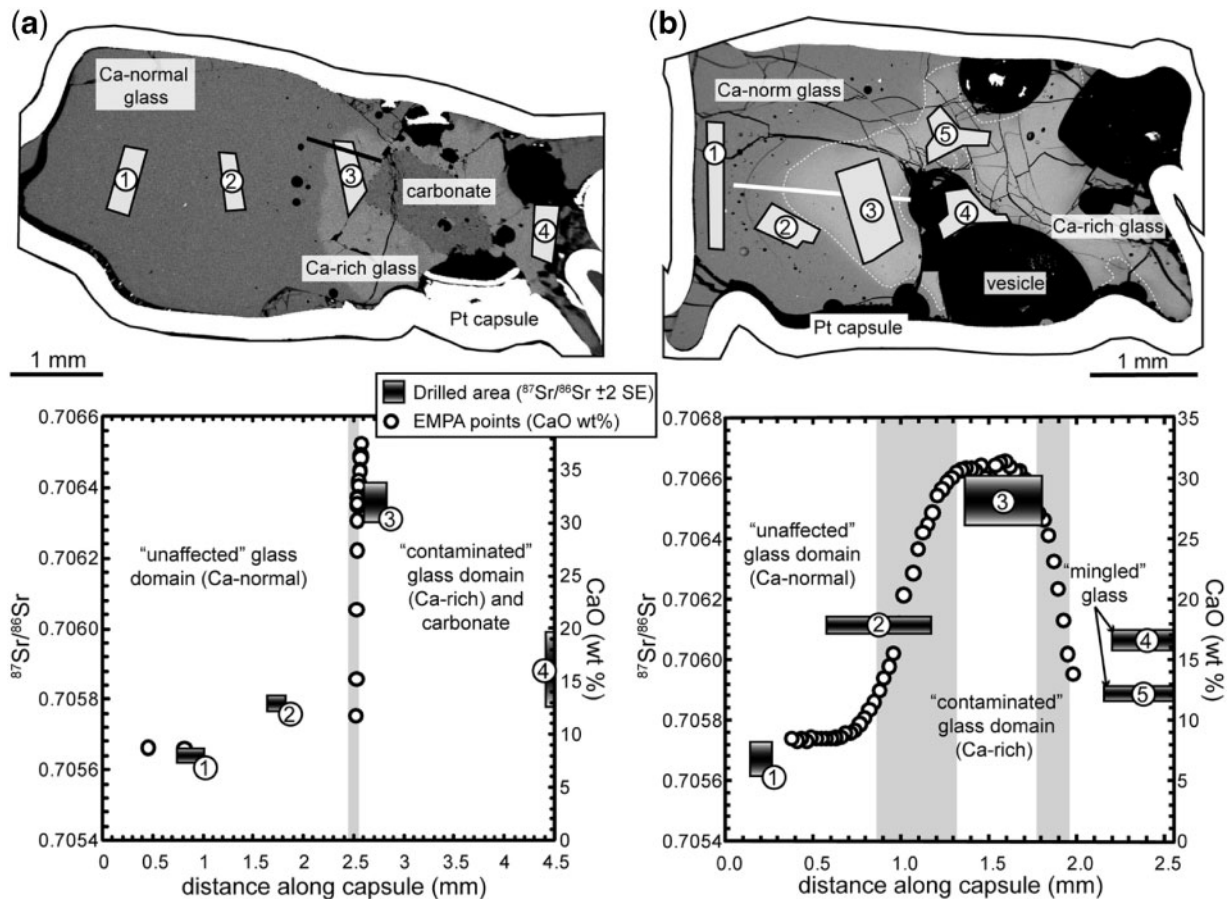 (a)
Ca-normal
glass
1
2
3
carbonate
4
Ca-rich glass
Pt capsule
1 mm
(b)
Ca-norm glass
1
2
3
4
5
Ca-rich glass
vesicle
Pt capsule
1 mm
Drilled area (⁸⁷Sr/⁸⁶Sr ±2 SE)
EMPA points (CaO wt%)
0.7066
0.7064
0.7062
0.7060
0.7058
0.7056
0.7054
⁸⁷Sr/⁸⁶Sr
"unaffected" glass
domain (Ca-normal)
"contaminated"
glass domain
(Ca-rich) and
carbonate
1
2
3
4
35
30
25
20
15
10
5
0
CaO (wt %)
0
0.5
1
1.5
2
2.5
3
3.5
4
4.5
distance along capsule (mm)
0.7068
0.7066
0.7064
0.7062
0.7060
0.7058
0.7056
0.7054
⁸⁷Sr/⁸⁶Sr
"unaffected"
glass domain
(Ca-normal)
"mingled"
glass
"contaminated"
glass domain
(Ca-rich)
1
2
3
4
5
35
30
25
20
15
10
5
0
CaO (wt %)
0.0
0.5
1.0
1.5
2.0
2.5
distance along capsule (mm)